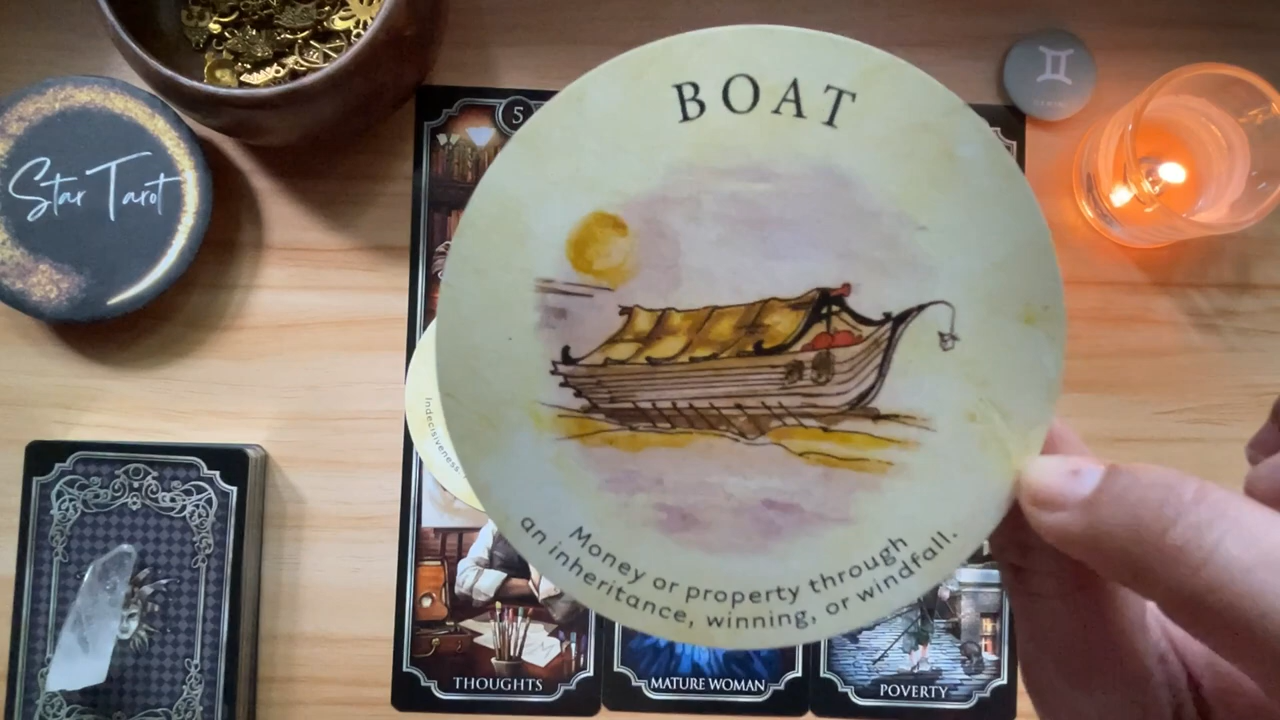 BOAT
Money or property through
an inheritance, winning, or windfall.
Star Tarot
5
Indecisiveness
THOUGHTS
MATURE WOMAN
POVERTY